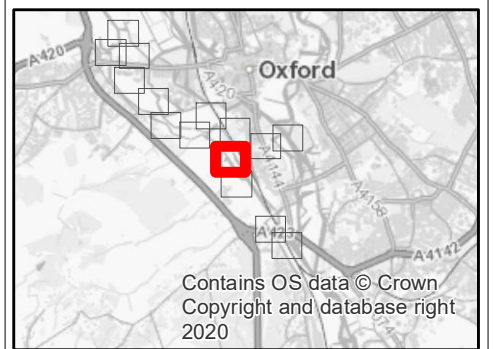 A420
Oxford
A420
A4144
A4158
A423
A4142
Contains OS data © Crown
Copyright and database right
2020